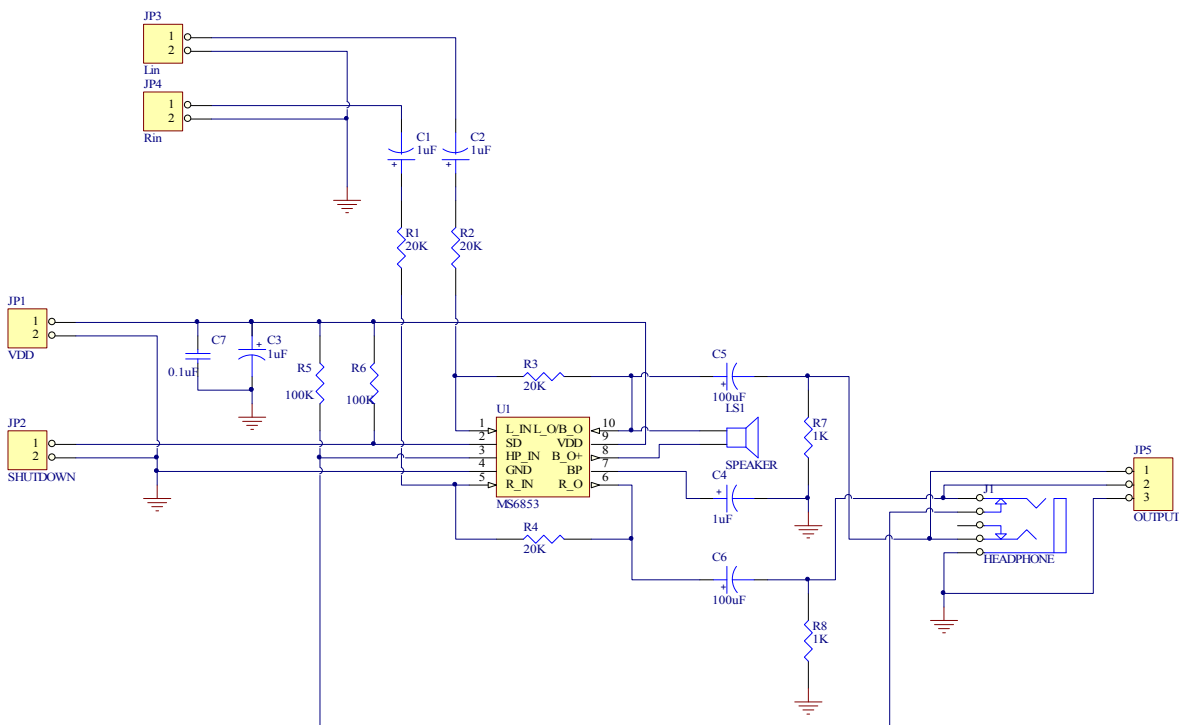 JP3
1
2
Lin
JP4
1
2
Rin
C1
1uF
+
C2
1uF
+
R1
20K
R2
20K
JP1
1
2
VDD
C7
0.1uF
+
C3
1uF
R5
100K
R6
100K
R3
20K
C5
+
100uF
LS1
SPEAKER
R7
1K
JP2
1
2
SHUTDOWN
U1
1 L_IN L_O/B_O 10
2 SD VDD 9
3 HP_IN B_O+ 8
4 GND BP 7
5 R_IN R_O 6
MS6853
C4
+
1uF
JP5
1
2
3
OUTPUT
J1
HEADPHONE
R4
20K
C6
+
100uF
R8
1K